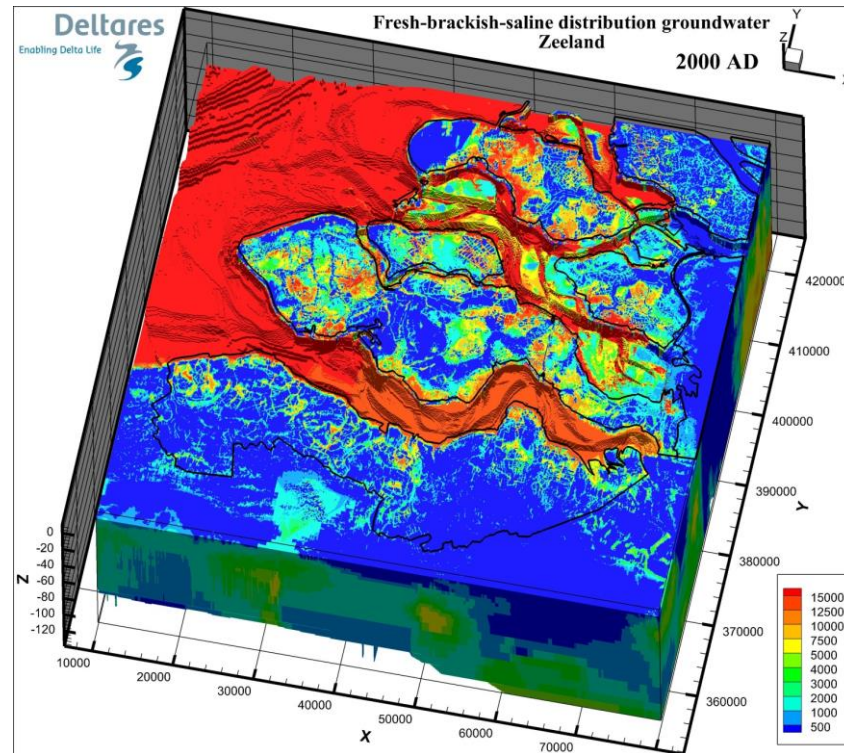 Deltares
Enabling Delta Life
Fresh-brackish-saline distribution groundwater
Zeeland
2000 AD
Y
Z
X
420000
410000
400000
390000
380000
370000
360000
Y
0
-20
-40
-60
-80
-100
-120
Z
10000
20000
30000
40000
50000
60000
70000
X
15000
12500
10000
7500
5000
4000
3000
2000
1000
500